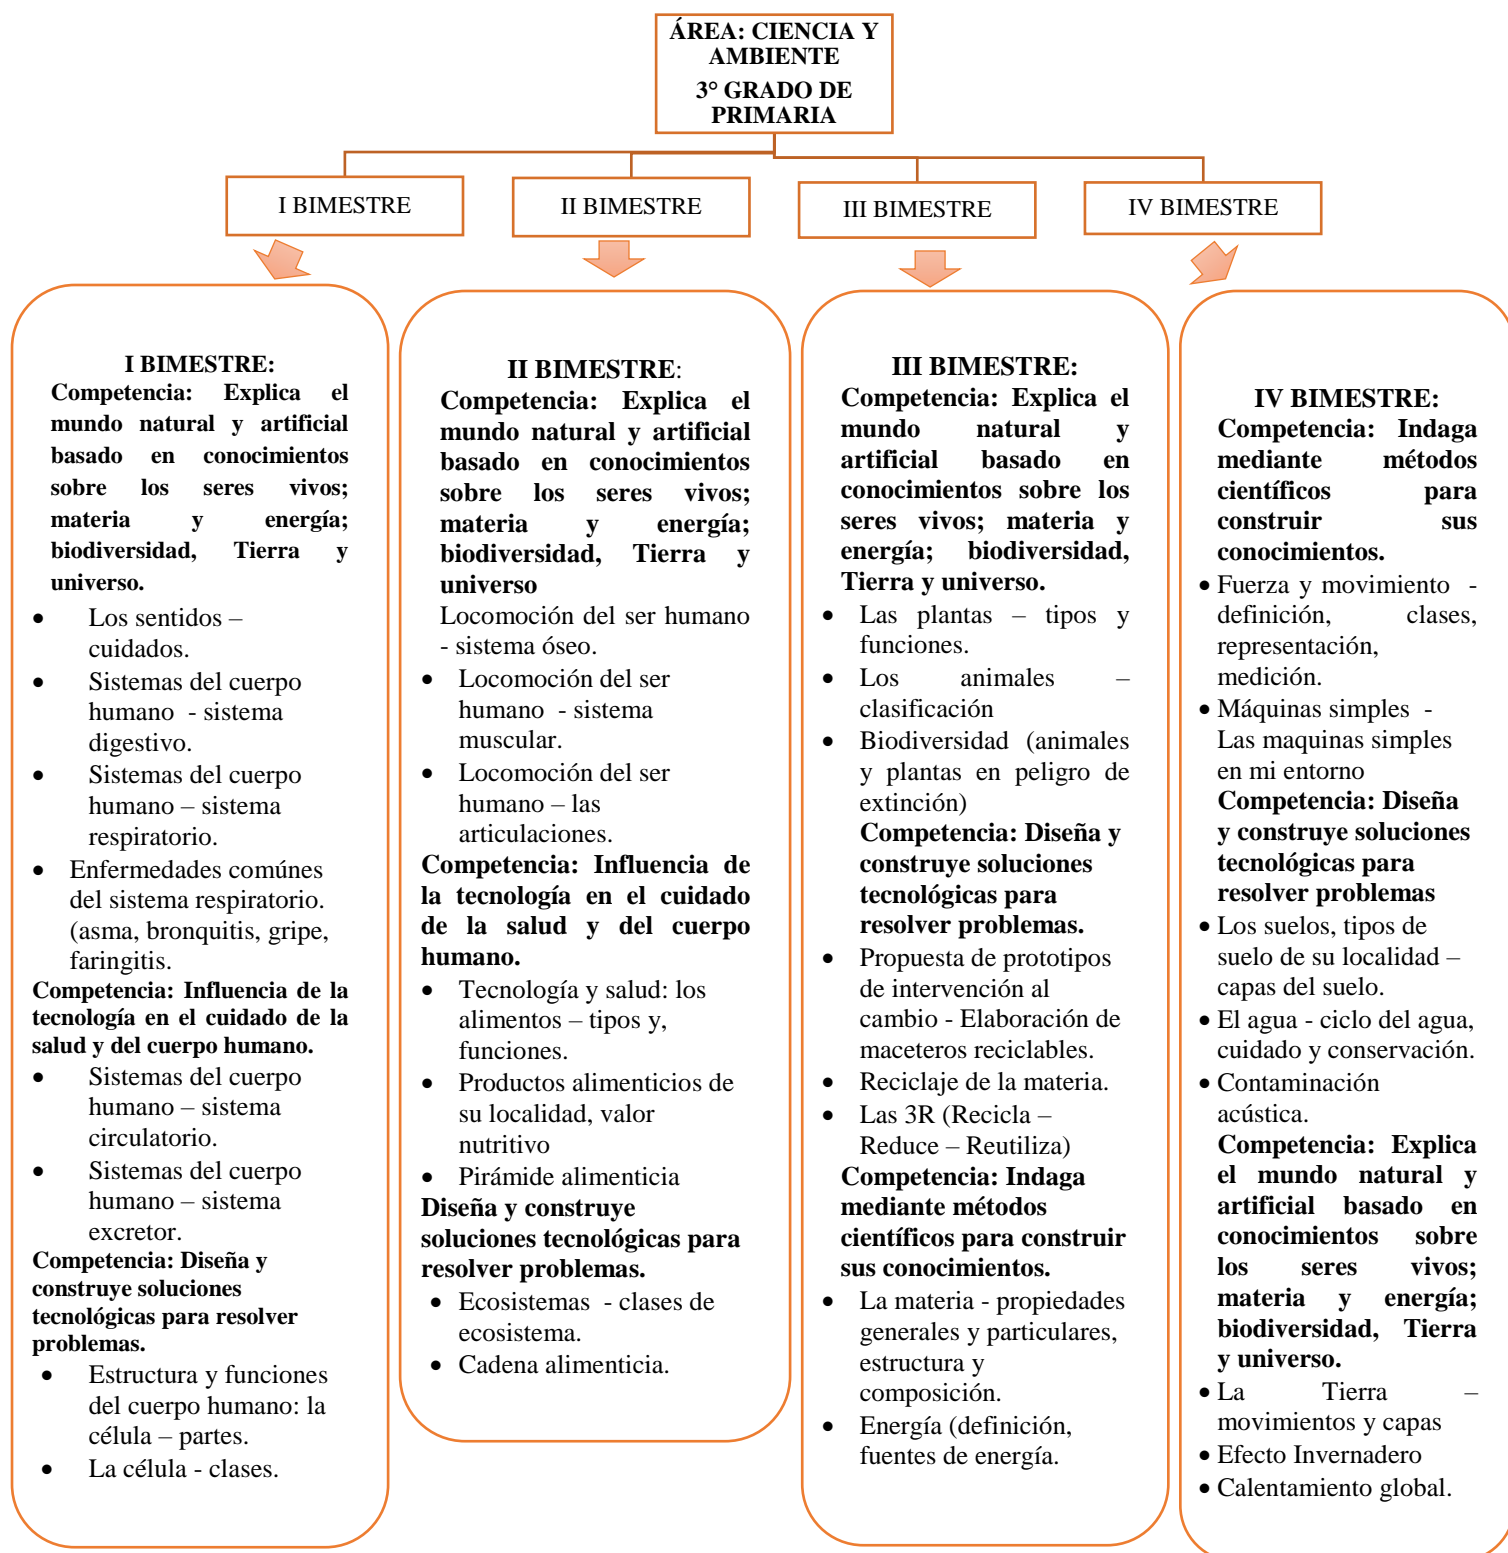 ÁREA: CIENCIA Y
AMBIENTE
3° GRADO DE
PRIMARIA
I BIMESTRE
II BIMESTRE
III BIMESTRE
IV BIMESTRE
I BIMESTRE:
Competencia: Explica el
mundo natural y artificial
basado en conocimientos
sobre los seres vivos;
materia y energía;
biodiversidad, Tierra y
universo.
• Los sentidos –
cuidados.
• Sistemas del cuerpo
humano - sistema
digestivo.
• Sistemas del cuerpo
humano – sistema
respiratorio.
• Enfermedades comúnes
del sistema respiratorio.
(asma, bronquitis, gripe,
faringitis.
Competencia: Influencia de la
tecnología en el cuidado de la
salud y del cuerpo humano.
• Sistemas del cuerpo
humano – sistema
circulatorio.
• Sistemas del cuerpo
humano – sistema
excretor.
Competencia: Diseña y
construye soluciones
tecnológicas para resolver
problemas.
• Estructura y funciones
del cuerpo humano: la
célula – partes.
• La célula - clases.
II BIMESTRE:
Competencia: Explica el
mundo natural y artificial
basado en conocimientos
sobre los seres vivos;
materia y energía;
biodiversidad, Tierra y
universo
Locomoción del ser humano
- sistema óseo.
• Locomoción del ser
humano - sistema
muscular.
• Locomoción del ser
humano – las
articulaciones.
Competencia: Influencia de
la tecnología en el cuidado
de la salud y del cuerpo
humano.
• Tecnología y salud: los
alimentos – tipos y,
funciones.
• Productos alimenticios de
su localidad, valor
nutritivo
• Pirámide alimenticia
Diseña y construye
soluciones tecnológicas para
resolver problemas.
• Ecosistemas - clases de
ecosistema.
• Cadena alimenticia.
III BIMESTRE:
Competencia: Explica el
mundo natural y
artificial basado en
conocimientos sobre los
seres vivos; materia y
energía; biodiversidad,
Tierra y universo.
• Las plantas – tipos y
funciones.
• Los animales –
clasificación
• Biodiversidad (animales
y plantas en peligro de
extinción)
Competencia: Diseña y
construye soluciones
tecnológicas para
resolver problemas.
• Propuesta de prototipos
de intervención al
cambio - Elaboración de
maceteros reciclables.
• Reciclaje de la materia.
• Las 3R (Recicla –
Reduce – Reutiliza)
Competencia: Indaga
mediante métodos
científicos para construir
sus conocimientos.
• La materia - propiedades
generales y particulares,
estructura y
composición.
• Energía (definición,
fuentes de energía.
IV BIMESTRE:
Competencia: Indaga
mediante métodos
científicos para
construir sus
conocimientos.
• Fuerza y movimiento -
definición, clases,
representación,
medición.
• Máquinas simples -
Las maquinas simples
en mi entorno
Competencia: Diseña
y construye soluciones
tecnológicas para
resolver problemas
• Los suelos, tipos de
suelo de su localidad –
capas del suelo.
• El agua - ciclo del agua,
cuidado y conservación.
• Contaminación
acústica.
Competencia: Explica
el mundo natural y
artificial basado en
conocimientos sobre
los seres vivos;
materia y energía;
biodiversidad, Tierra
y universo.
• La Tierra –
movimientos y capas
• Efecto Invernadero
• Calentamiento global.